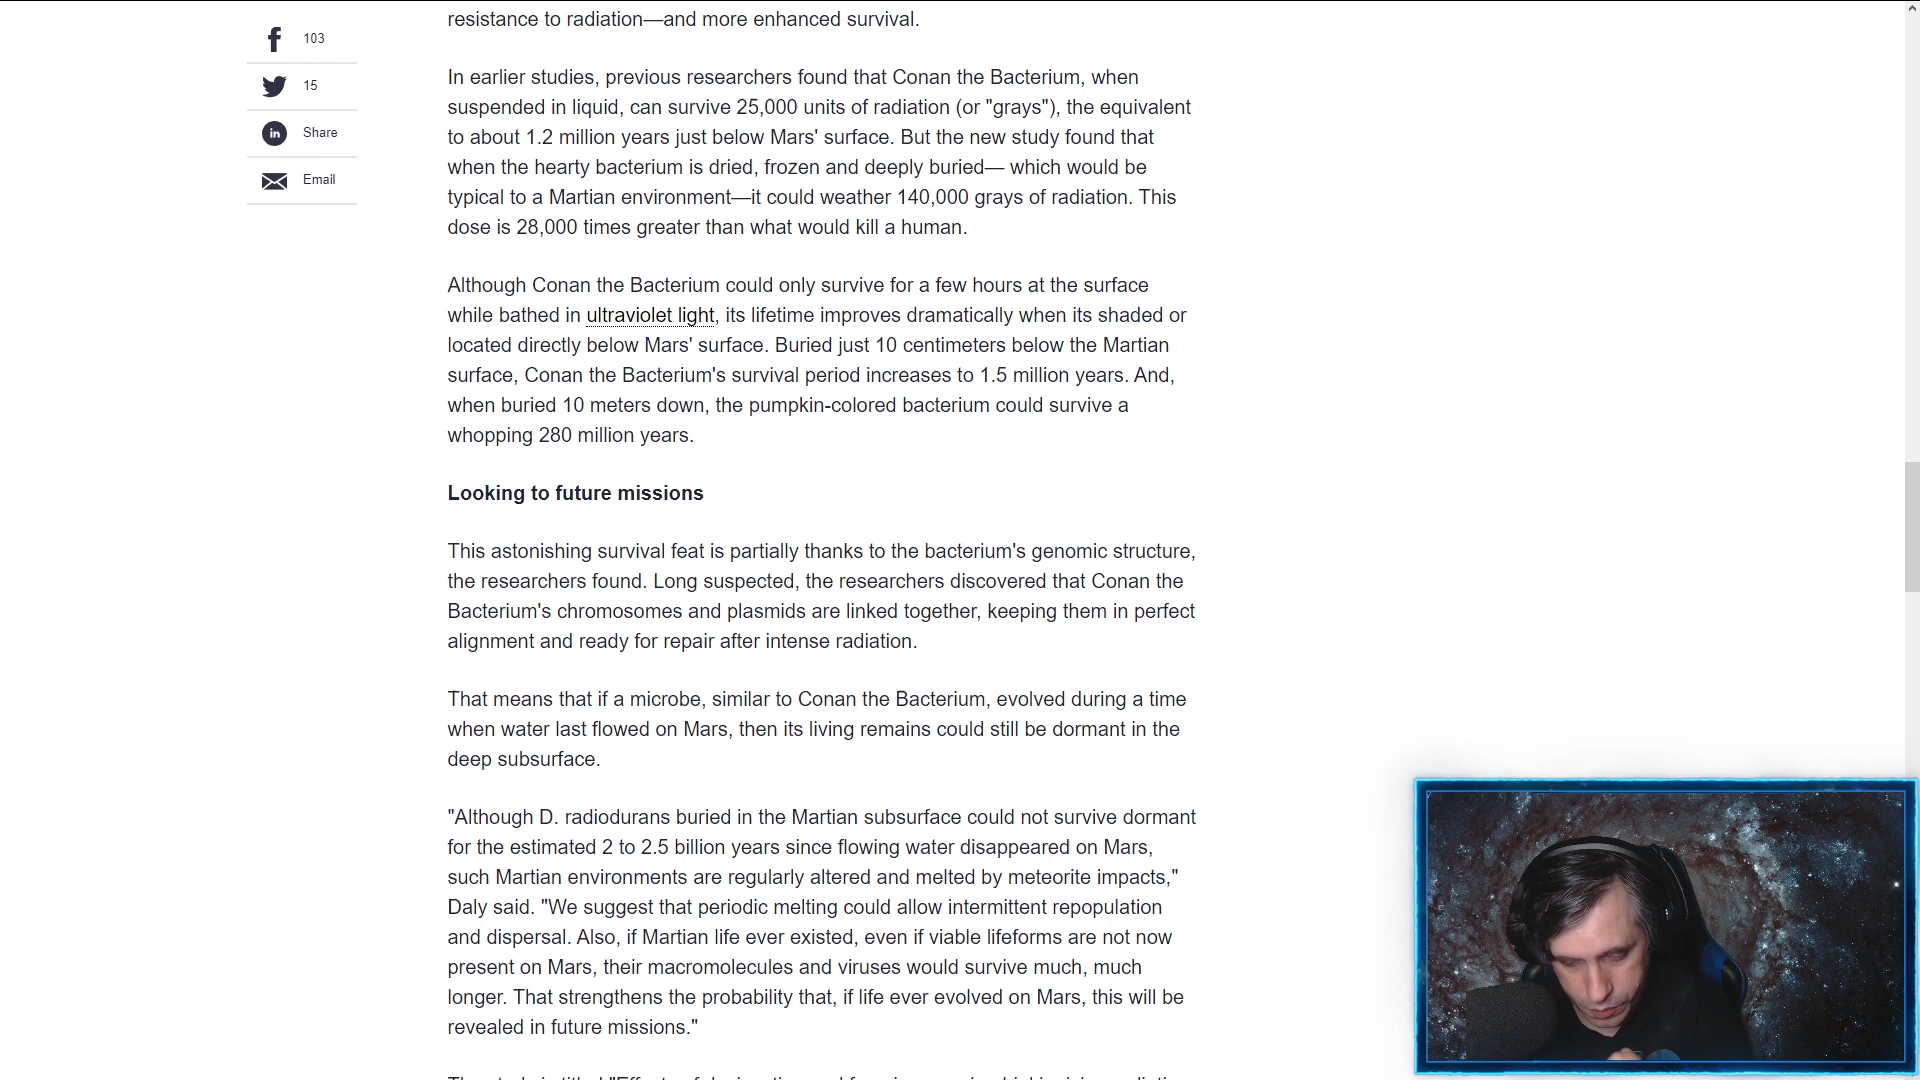 103
15
Share
Email
resistance to radiation—and more enhanced survival.
In earlier studies, previous researchers found that Conan the Bacterium, when
suspended in liquid, can survive 25,000 units of radiation (or "grays"), the equivalent
to about 1.2 million years just below Mars' surface. But the new study found that
when the hearty bacterium is dried, frozen and deeply buried— which would be
typical to a Martian environment—it could weather 140,000 grays of radiation. This
dose is 28,000 times greater than what would kill a human.
Although Conan the Bacterium could only survive for a few hours at the surface
while bathed in ultraviolet light, its lifetime improves dramatically when its shaded or
located directly below Mars' surface. Buried just 10 centimeters below the Martian
surface, Conan the Bacterium's survival period increases to 1.5 million years. And,
when buried 10 meters down, the pumpkin-colored bacterium could survive a
whopping 280 million years.
Looking to future missions
This astonishing survival feat is partially thanks to the bacterium's genomic structure,
the researchers found. Long suspected, the researchers discovered that Conan the
Bacterium's chromosomes and plasmids are linked together, keeping them in perfect
alignment and ready for repair after intense radiation.
That means that if a microbe, similar to Conan the Bacterium, evolved during a time
when water last flowed on Mars, then its living remains could still be dormant in the
deep subsurface.
"Although D. radiodurans buried in the Martian subsurface could not survive dormant
for the estimated 2 to 2.5 billion years since flowing water disappeared on Mars,
such Martian environments are regularly altered and melted by meteorite impacts,"
Daly said. "We suggest that periodic melting could allow intermittent repopulation
and dispersal. Also, if Martian life ever existed, even if viable lifeforms are not now
present on Mars, their macromolecules and viruses would survive much, much
longer. That strengthens the probability that, if life ever evolved on Mars, this will be
revealed in future missions."